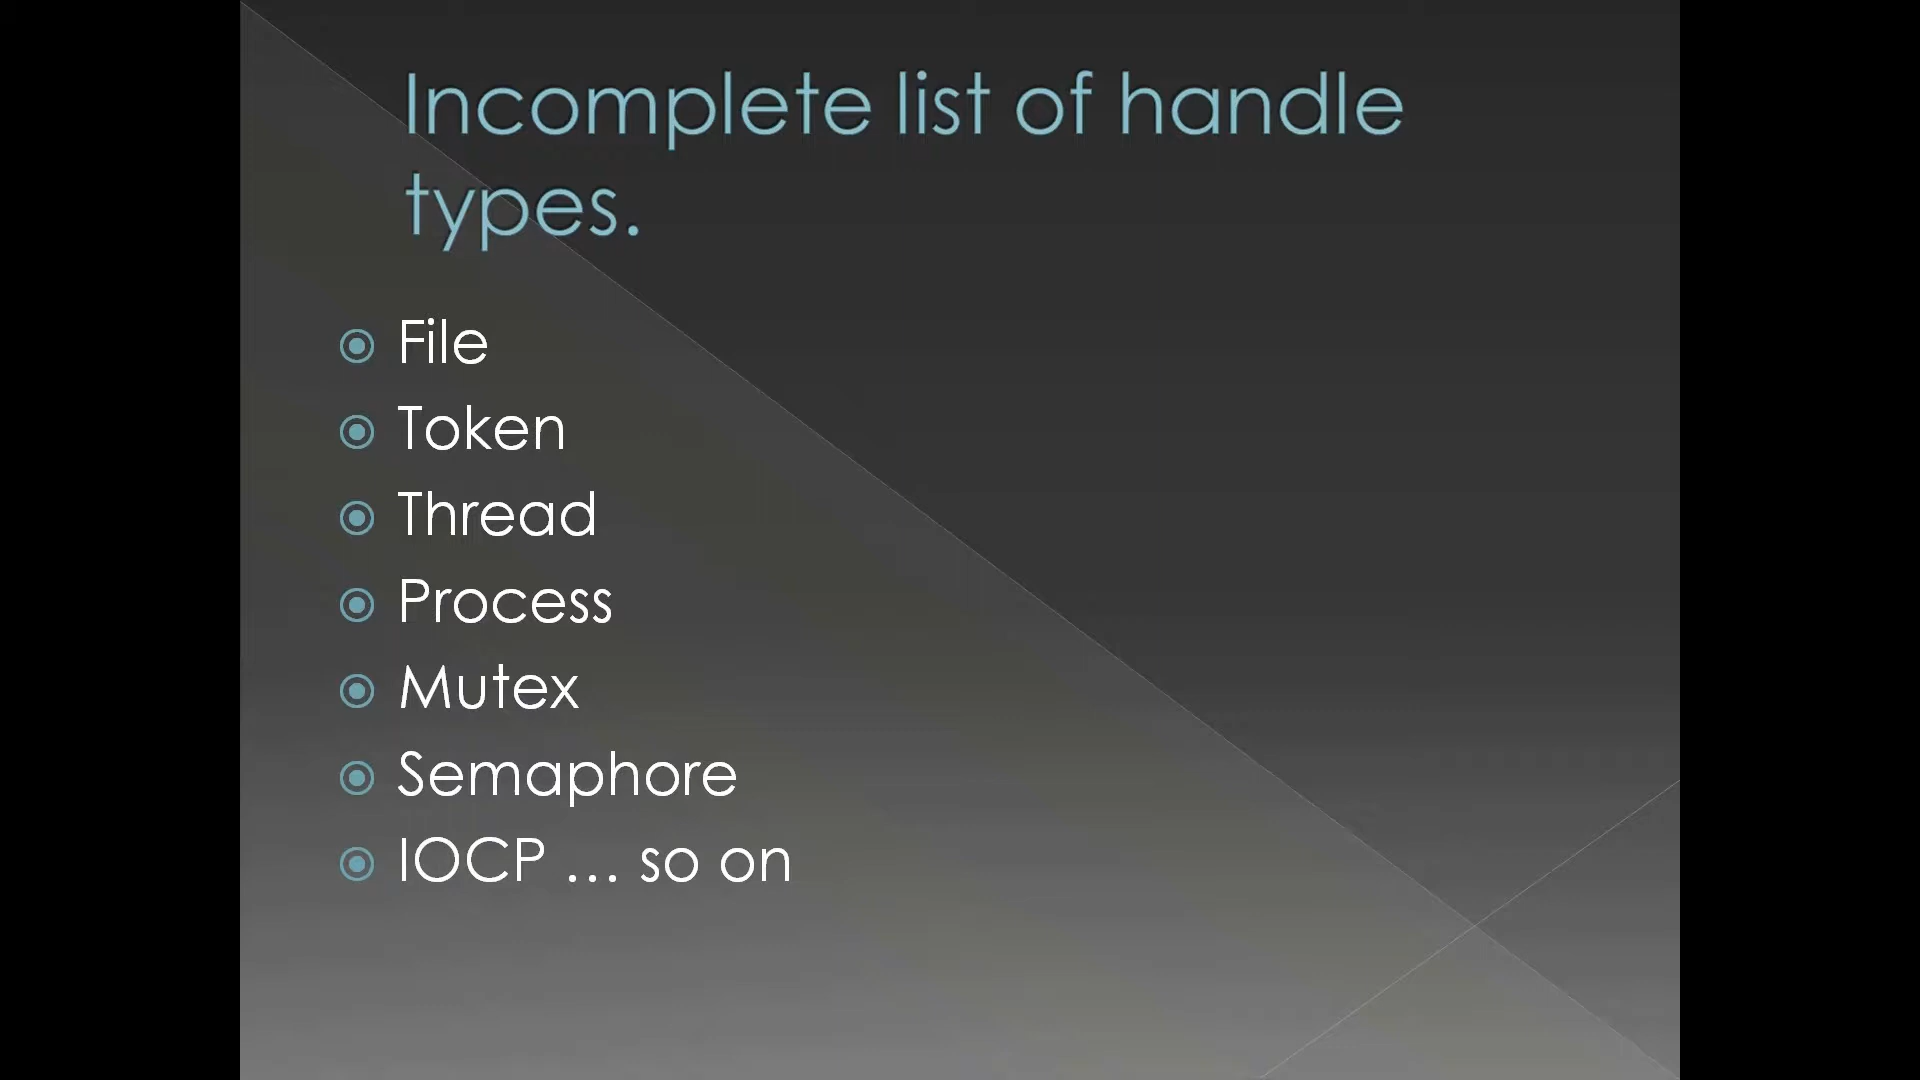 Incomplete list of handle
types.
File
Token
Thread
Process
Mutex
Semaphore
IOCP … so on